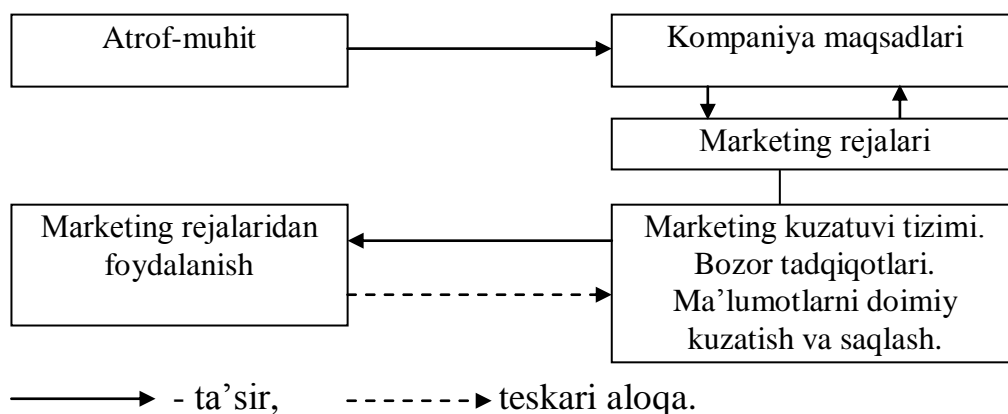 Atrof-muhit
Kompaniya maqsadlari
Marketing rejalari
Marketing rejalaridan
foydalanish
Marketing kuzatuvi tizimi.
Bozor tadqiqotlari.
Ma’lumotlarni doimiy
kuzatish va saqlash.
- ta’sir,
teskari aloqa.